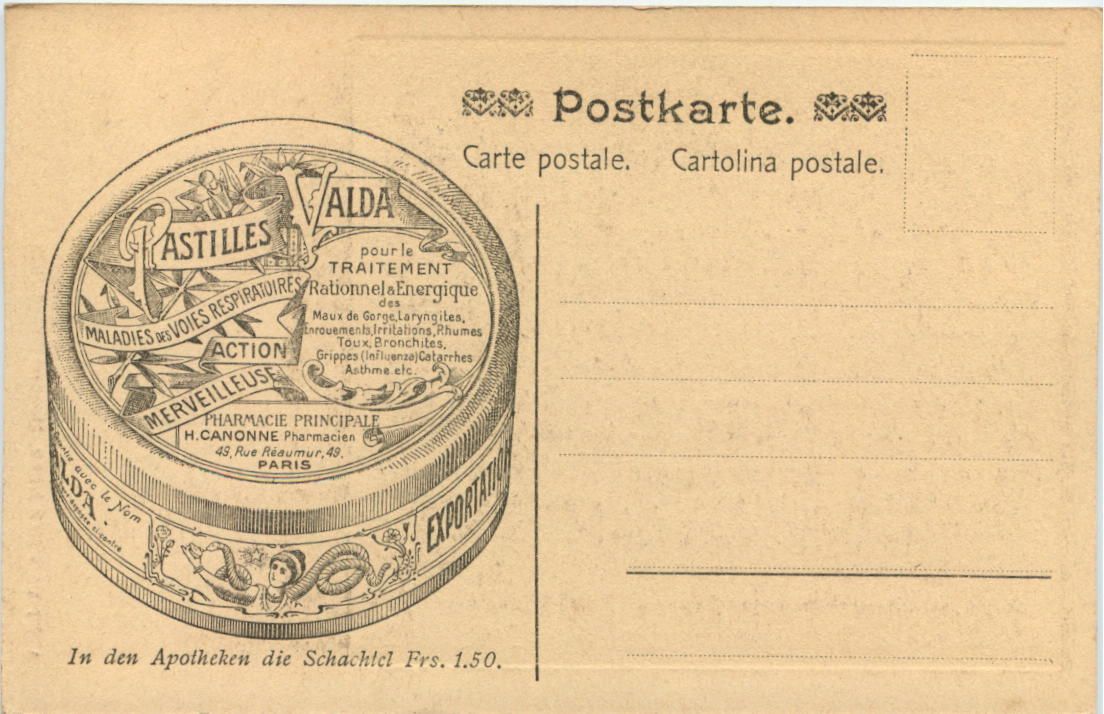 Postkarte.
Carte postale. Cartolina postale.
PASTILLES VALDA
MALADIES DES VOIES RESPIRATOIRES
ACTION
MERVEILLEUSE
pour le
TRAITEMENT
Rationnel & Energique
des
Maux de Gorge, Laryngites,
Enrouements, Irritations, Rhumes
Toux, Bronchites,
Grippes (Influenza) Catarrhes
Asthme etc.
PHARMACIE PRINCIPALE
H. CANONNE Pharmacien
49, Rue Réaumur, 49.
PARIS
avec le Nom
ALDA.
EXPORTATION
In den Apotheken die Schachtel Frs. 1.50.